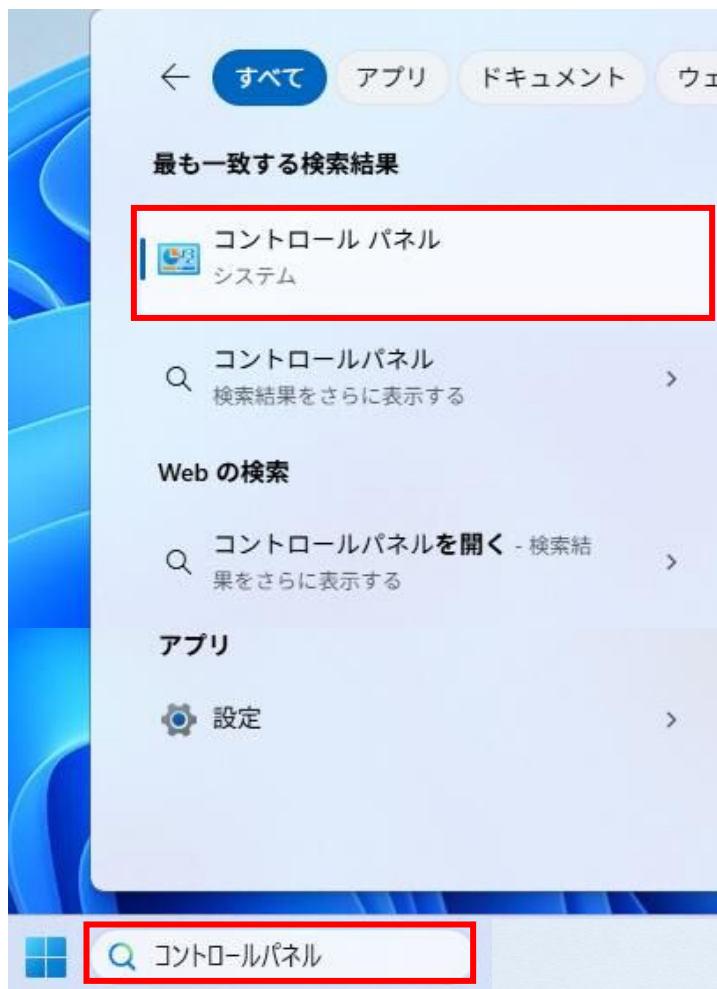 すべて アプリ ドキュメント ウェ
最も一致する検索結果
コントロール パネル
システム
コントロールパネル
検索結果をさらに表示する
Web の検索
コントロールパネルを開く - 検索結
果をさらに表示する
アプリ
設定
コントロールパネル